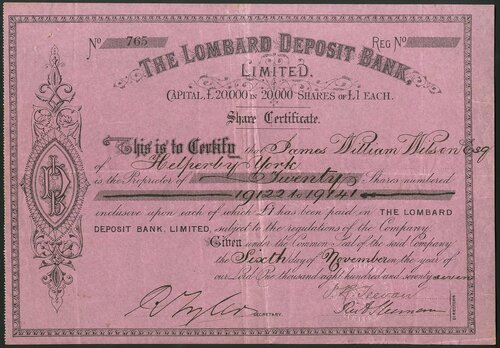 No 765 REG No
THE LOMBARD DEPOSIT BANK,
LIMITED.
CAPITAL, £20,000 IN 20,000 SHARES OF £1 EACH.
Share Certificate.
This is to Certify that James William Wilson Esq
of Helperby York
is the Proprietor of Twenty Shares numbered
19122 to 19141
inclusive upon each of which £1 has been paid in THE LOMBARD
DEPOSIT BANK, LIMITED, subject to the regulations of the Company.
Given under the Common Seal of the said Company
the Sixth day of November in the year of
our Lord One thousand eight hundred and seventy seven
SECRETARY.
DIRECTORS